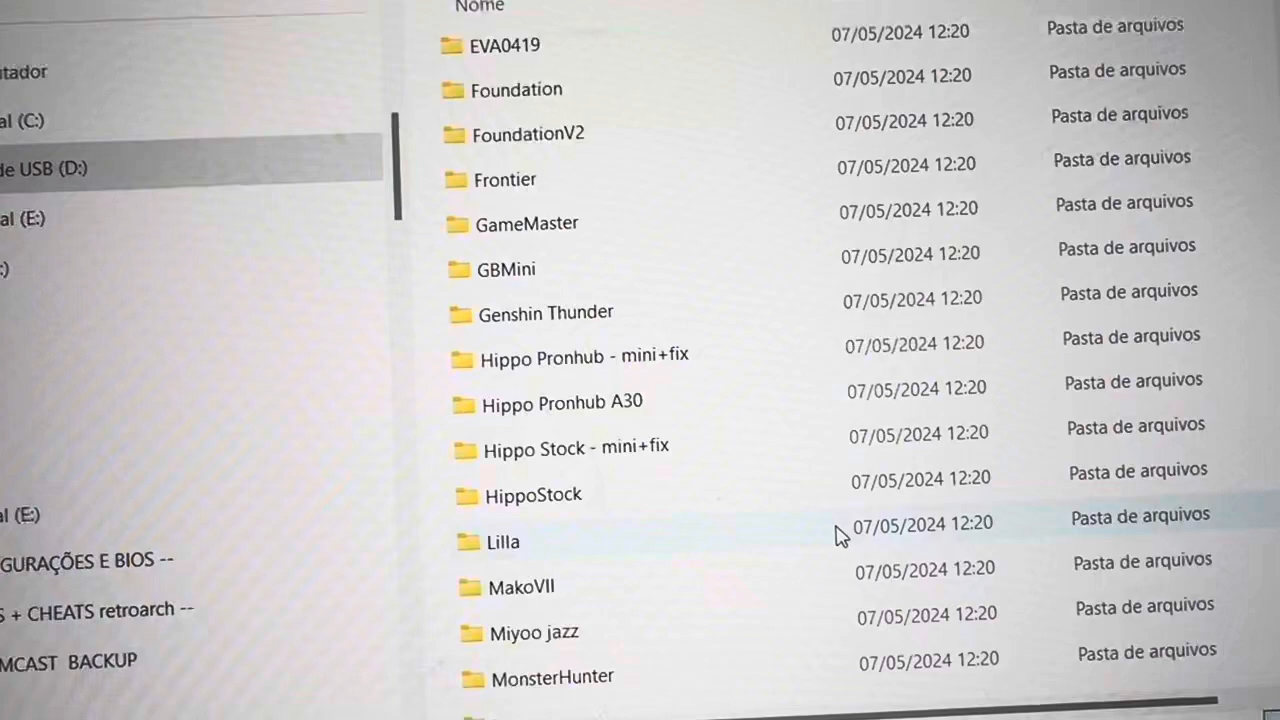 Nome
EVA0419 07/05/2024 12:20 Pasta de arquivos
Foundation 07/05/2024 12:20 Pasta de arquivos
FoundationV2 07/05/2024 12:20 Pasta de arquivos
Frontier 07/05/2024 12:20 Pasta de arquivos
GameMaster 07/05/2024 12:20 Pasta de arquivos
GBMini 07/05/2024 12:20 Pasta de arquivos
Genshin Thunder 07/05/2024 12:20 Pasta de arquivos
Hippo Pronhub - mini+fix 07/05/2024 12:20 Pasta de arquivos
Hippo Pronhub A30 07/05/2024 12:20 Pasta de arquivos
Hippo Stock - mini+fix 07/05/2024 12:20 Pasta de arquivos
HippoStock 07/05/2024 12:20 Pasta de arquivos
Lilla 07/05/2024 12:20 Pasta de arquivos
MakoVII 07/05/2024 12:20 Pasta de arquivos
Miyoo jazz 07/05/2024 12:20 Pasta de arquivos
MonsterHunter 07/05/2024 12:20 Pasta de arquivos
tador
al (C:)
de USB (D:)
al (E:)
:)
al (E:)
GURAÇÕES E BIOS --
S + CHEATS retroarch --
MCAST BACKUP